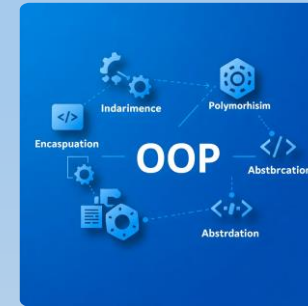 Indarimence
Polymorhisim
</>
Encaspuation
OOP
</>
Abstbrcation
Abstrdation